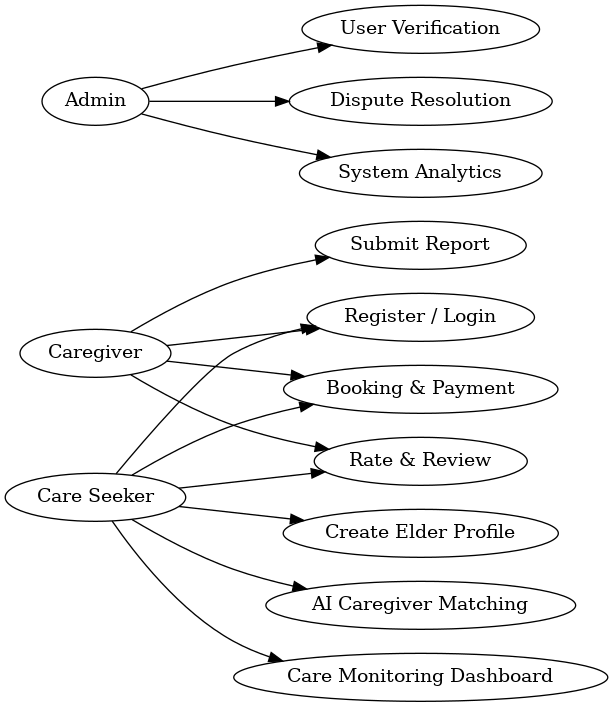 User Verification
Admin
Dispute Resolution
System Analytics
Submit Report
Register / Login
Caregiver
Booking & Payment
Rate & Review
Care Seeker
Create Elder Profile
AI Caregiver Matching
Care Monitoring Dashboard